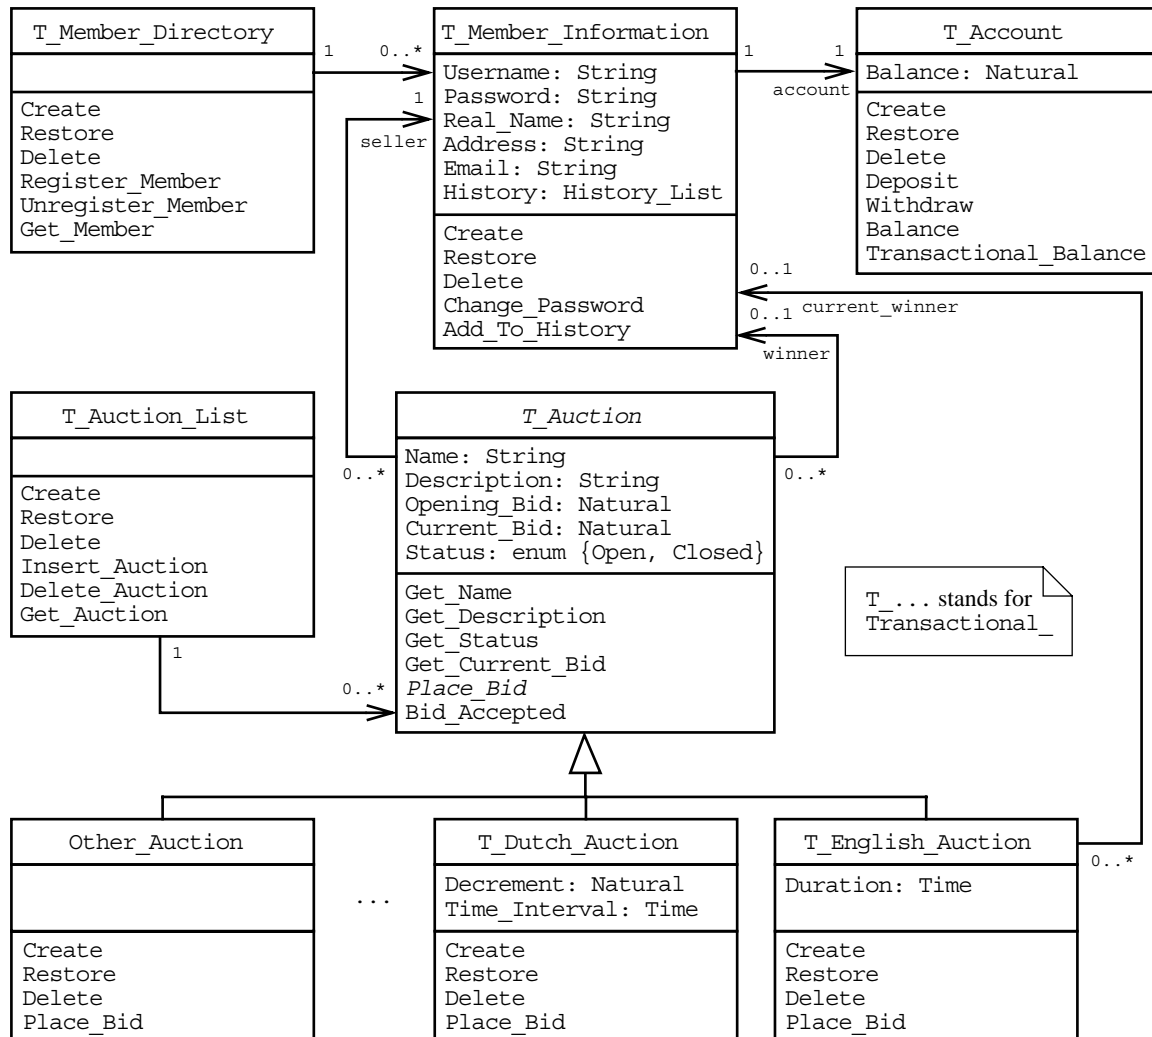 T_Member_Directory
Create
Restore
Delete
Register_Member
Unregister_Member
Get_Member
1
0..*
T_Member_Information
Username: String
Password: String
Real_Name: String
Address: String
Email: String
History: History_List
Create
Restore
Delete
Change_Password
Add_To_History
1
1
account
T_Account
Balance: Natural
Create
Restore
Delete
Deposit
Withdraw
Balance
Transactional_Balance
1
seller
0..1
current_winner
0..1
winner
T_Auction_List
Create
Restore
Delete
Insert_Auction
Delete_Auction
Get_Auction
1
0..*
0..*
T_Auction
Name: String
Description: String
Opening_Bid: Natural
Current_Bid: Natural
Status: enum {Open, Closed}
Get_Name
Get_Description
Get_Status
Get_Current_Bid
Place_Bid
Bid_Accepted
0..*
T_... stands for
Transactional_
Other_Auction
Create
Restore
Delete
Place_Bid
...
T_Dutch_Auction
Decrement: Natural
Time_Interval: Time
Create
Restore
Delete
Place_Bid
T_English_Auction
Duration: Time
Create
Restore
Delete
Place_Bid
0..*